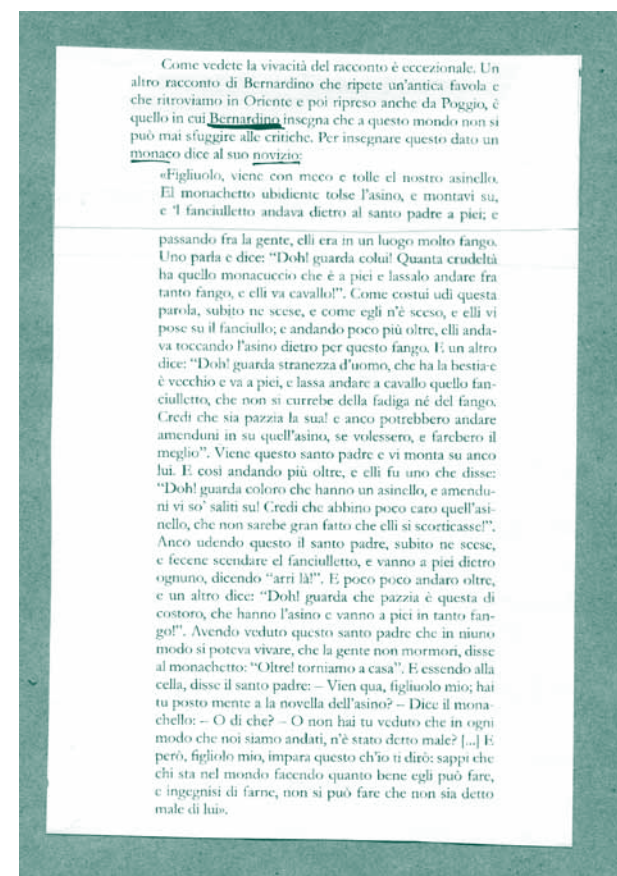 Come vedete la vivacità del racconto è eccezionale. Un
altro racconto di Bernardino che ripete un'antica favola e
che ritroviamo in Oriente e poi ripreso anche da Poggio, è
quello in cui Bernardino insegna che a questo mondo non si
può mai sfuggire alle critiche. Per insegnare questo dato un
monaco dice al suo novizio:
«Figliuolo, viene con meco e tolle el nostro asinello.
El monachetto ubidiente tolse l'asino, e montavi su,
e 'l fanciulletto andava dietro al santo padre a piei; e
passando fra la gente, elli era in un luogo molto fango.
Uno parla e dice: “Doh! guarda colui! Quanta crudeltà
ha quello monacuccio che è a piei e lassalo andare fra
tanto fango, e elli va cavallo!”. Come costui udì questa
parola, subito ne scese, e come egli n'è sceso, e elli vi
pose su il fanciullo; e andando poco più oltre, elli anda-
va toccando l'asino dietro per questo fango. E un altro
dice: “Doh! guarda stranezza d'uomo, che ha la bestia e
è vecchio e va a piei, e lassa andare a cavallo quello fan-
ciulletto, che non si currebe della fadiga né del fango.
Credi che sia pazzia la sua! e anco potrebbero andare
amenduni in su quell'asino, se volessero, e farebero il
meglio”. Viene questo santo padre e vi monta su anco
lui. E così andando più oltre, e elli fu uno che disse:
“Doh! guarda coloro che hanno un asinello, e amendu-
ni vi so' saliti su! Credi che abbino poco caro quell'asi-
nello, che non sarebe gran fatto che elli si scorticasse!”.
Anco udendo questo il santo padre, subito ne scese,
e fecene scendare el fanciulletto, e vanno a piei dietro
ognuno, dicendo “arri là!”. E poco poco andaro oltre,
e un altro dice: “Doh! guarda che pazzia è questa di
costoro, che hanno l'asino e vanno a piei in tanto fan-
go!”. Avendo veduto questo santo padre che in niuno
modo si poteva vivare, che la gente non mormori, disse
al monachetto: “Oltre! torniamo a casa”. E essendo alla
cella, disse il santo padre: – Vien qua, figliuolo mio; hai
tu posto mente a la novella dell'asino? – Dice il mona-
chello: – O di che? – O non hai tu veduto che in ogni
modo che noi siamo andati, n'è stato detto male? [...] E
però, figliolo mio, impara questo ch'io ti dirò: sappi che
chi sta nel mondo facendo quanto bene egli può fare,
e ingegnisi di farne, non si può fare che non sia detto
male di lui».